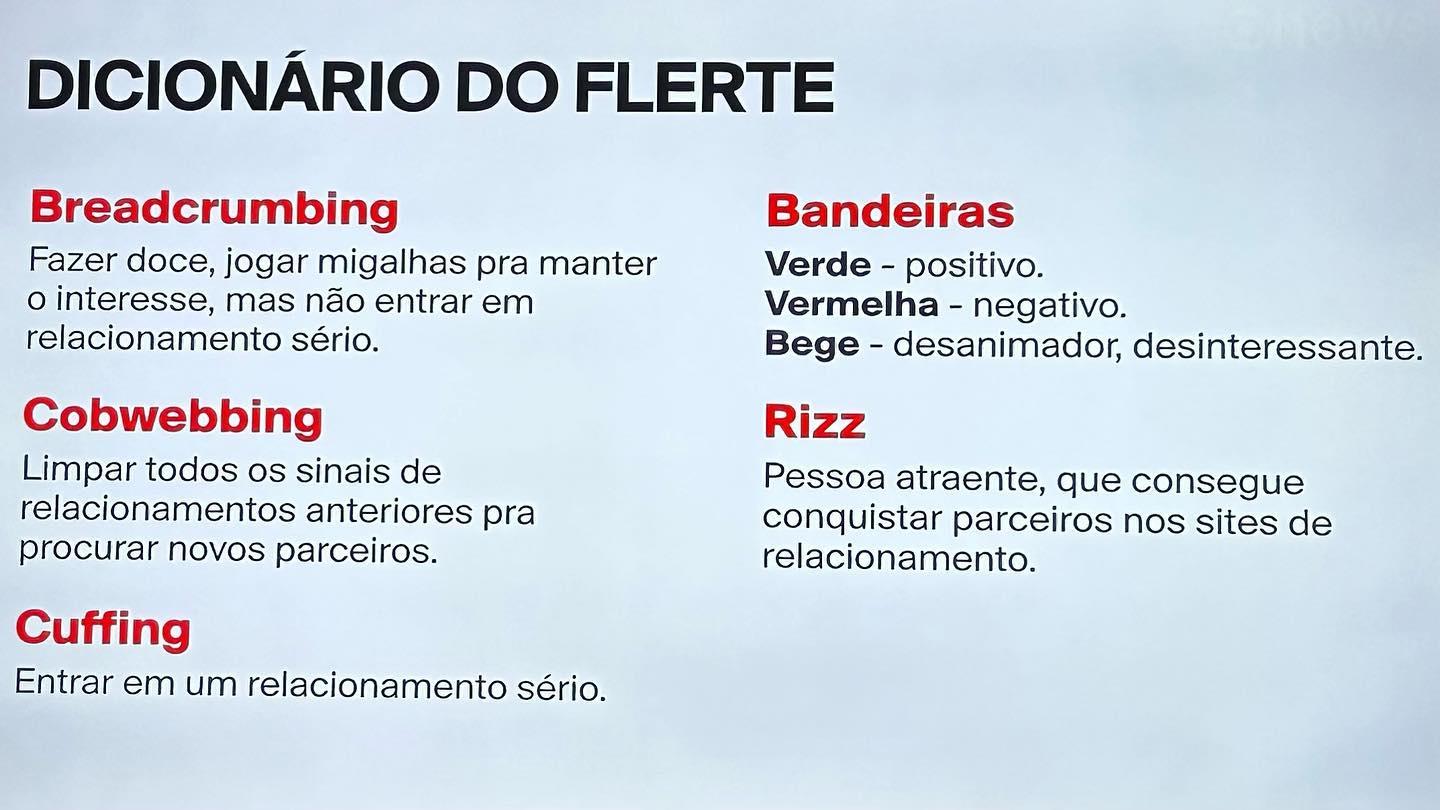 DICIONÁRIO DO FLERTE
Breadcrumbing
Fazer doce, jogar migalhas pra manter
o interesse, mas não entrar em
relacionamento sério.
Cobwebbing
Limpar todos os sinais de
relacionamentos anteriores pra
procurar novos parceiros.
Cuffing
Entrar em um relacionamento sério.
Bandeiras
Verde - positivo.
Vermelha - negativo.
Bege - desanimador, desinteressante.
Rizz
Pessoa atraente, que consegue
conquistar parceiros nos sites de
relacionamento.